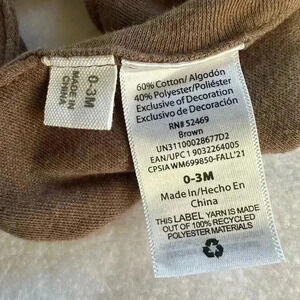 0-3M
MADE IN
CHINA
60% Cotton/ Algodón
40% Polyester/Poliéster
Exclusive of Decoration
Exclusivo de Decoración
RN# 52469
Brown
UN31100028677D2
EAN/UPC 1 9032264005
CPSIA WM699850-FALL'21
0-3M
Made In/Hecho En
China
THIS LABEL YARN IS MADE
OUT OF 100% RECYCLED
POLYESTER MATERIALS